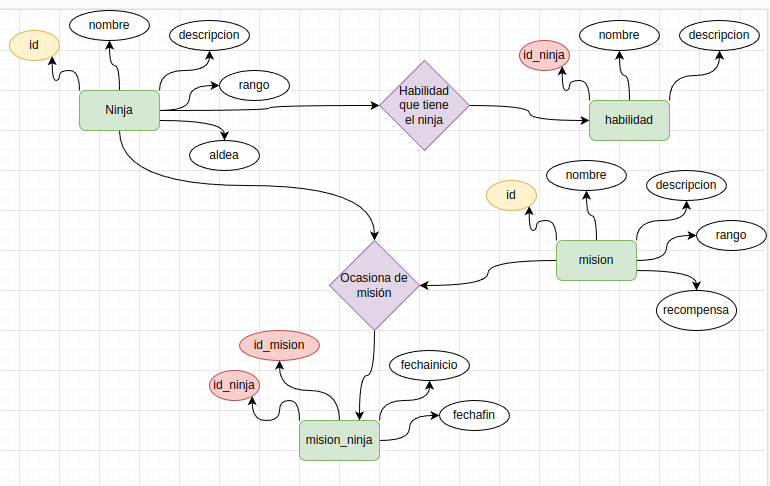 nombre
descripcion
id
rango
Ninja
aldea
Habilidad
que tiene
el ninja
nombre
descripcion
id_ninja
habilidad
nombre
id
descripcion
rango
mision
recompensa
Ocasiona de
misión
id_mision
id_ninja
fechainicio
fechafin
mision_ninja